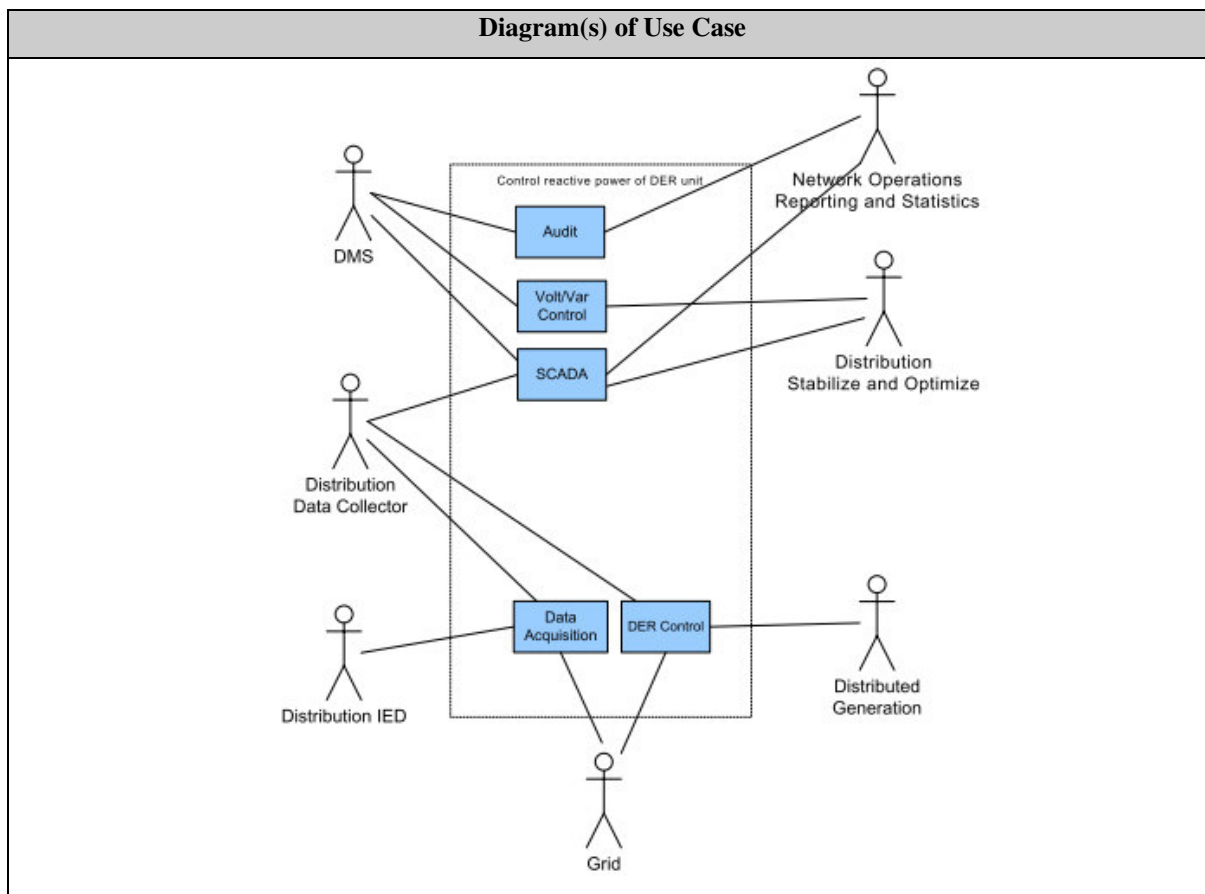 Diagram(s) of Use Case
Control reactive power of DER unit
Network Operations
Reporting and Statistics
DMS
Audit
Volt/Var
Control
SCADA
Distribution
Stabilize and Optimize
Distribution
Data Collector
Data
Acquisition
DER Control
Distribution IED
Distributed
Generation
Grid